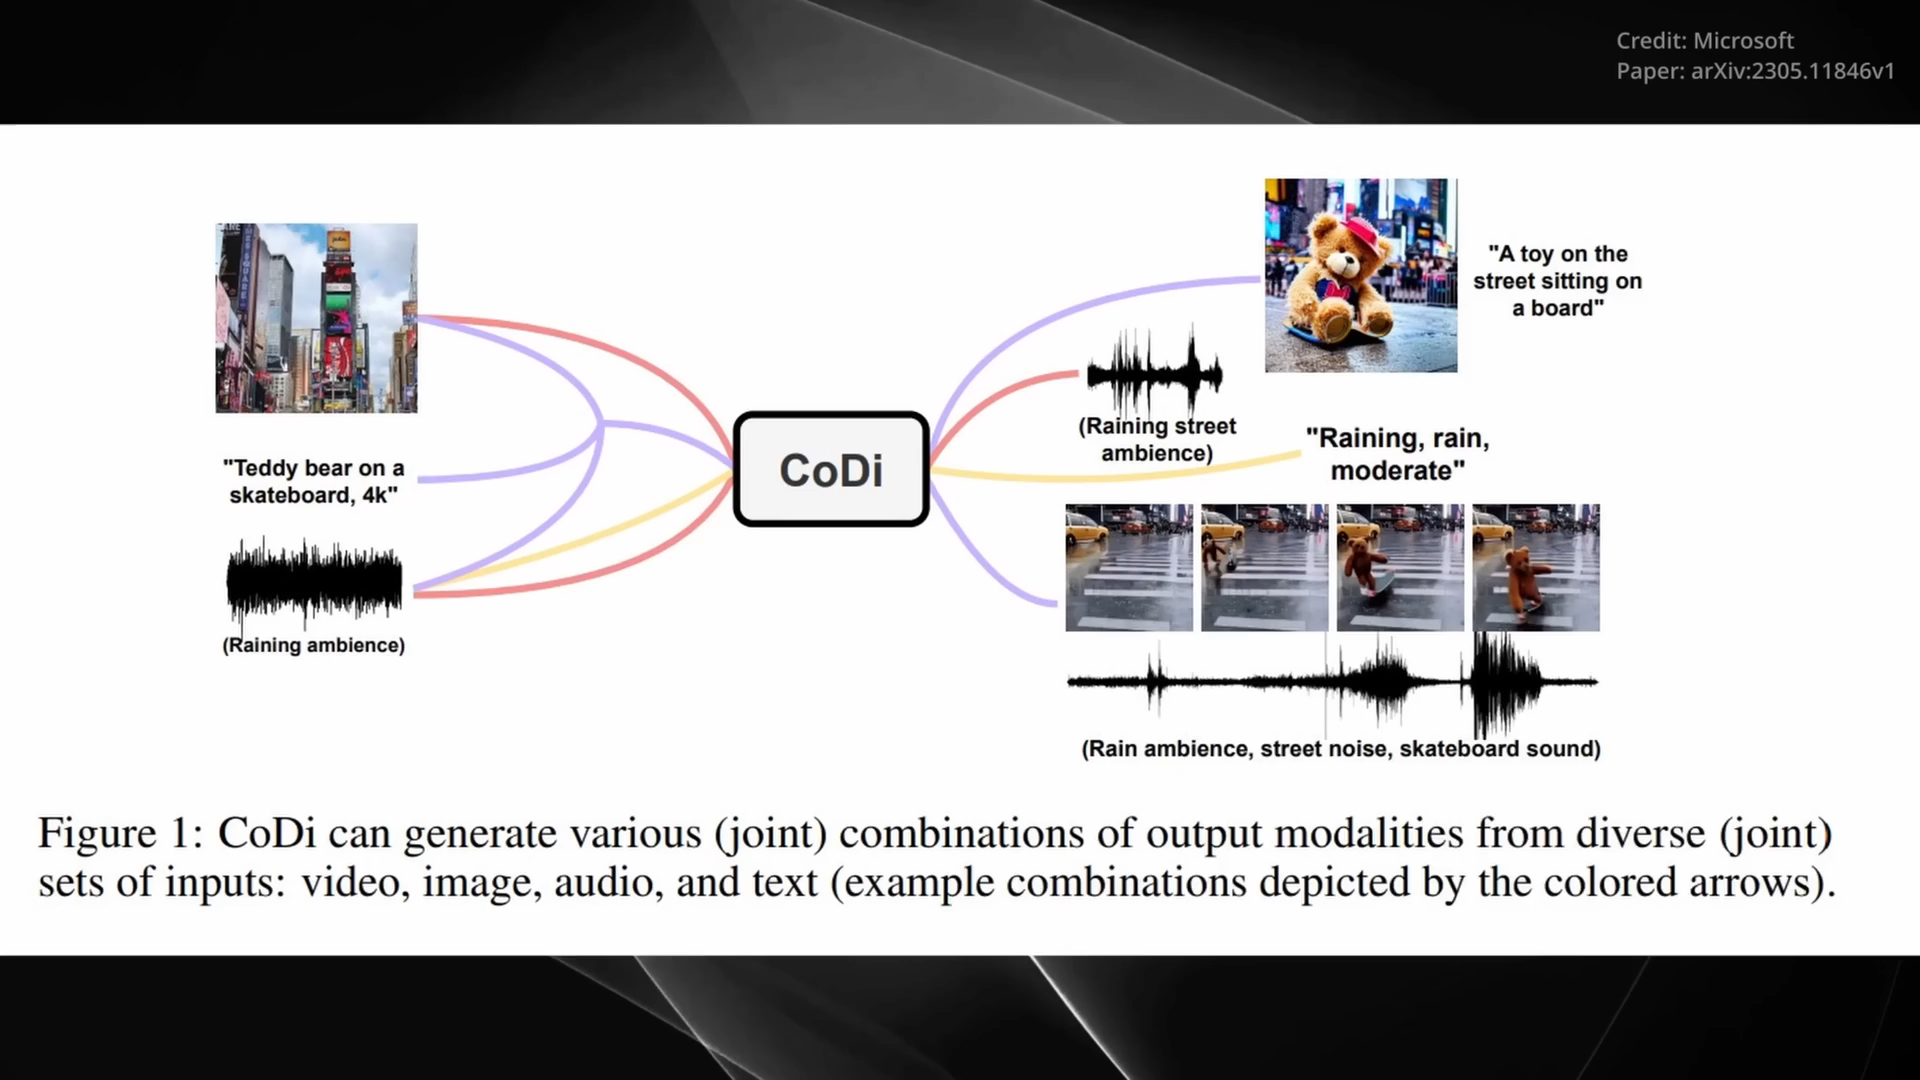 Credit: Microsoft
Paper: arXiv:2305.11846v1
"Teddy bear on a
skateboard, 4k"
(Raining ambience)
CoDi
"A toy on the
street sitting on
a board"
(Raining street
ambience)
"Raining, rain,
moderate"
(Rain ambience, street noise, skateboard sound)
Figure 1: CoDi can generate various (joint) combinations of output modalities from diverse (joint)
sets of inputs: video, image, audio, and text (example combinations depicted by the colored arrows).